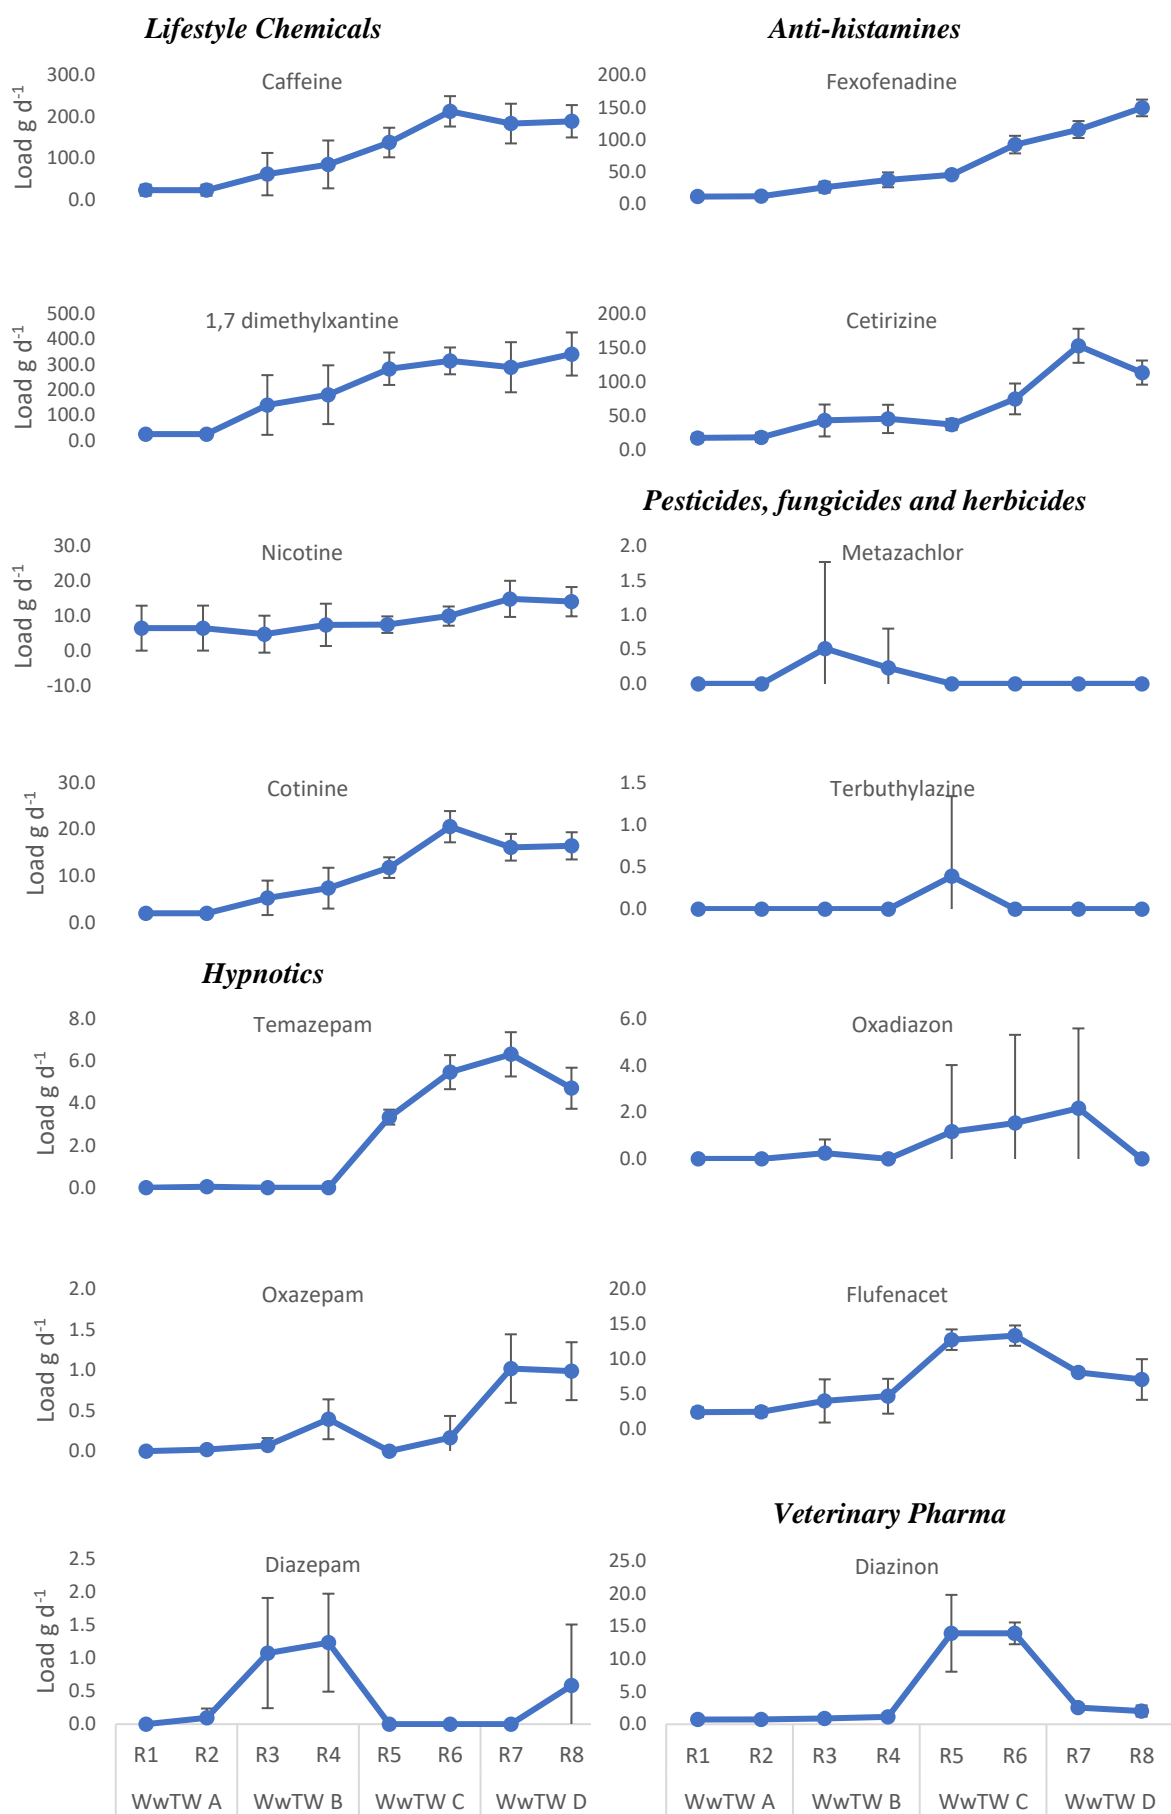 Lifestyle Chemicals
Anti-histamines
Caffeine
300.0
200.0
100.0
0.0
Load g d-1
Fexofenadine
200.0
150.0
100.0
50.0
0.0
1,7 dimethylxantine
500.0
400.0
300.0
200.0
100.0
0.0
Load g d-1
Cetirizine
200.0
150.0
100.0
50.0
0.0
Pesticides, fungicides and herbicides
Nicotine
30.0
20.0
10.0
0.0
-10.0
Load g d-1
Metazachlor
2.0
1.5
1.0
0.5
0.0
Cotinine
30.0
20.0
10.0
0.0
Load g d-1
Terbuthylazine
1.5
1.0
0.5
0.0
Hypnotics
Temazepam
8.0
6.0
4.0
2.0
0.0
Load g d-1
Oxadiazon
6.0
4.0
2.0
0.0
Oxazepam
2.0
1.5
1.0
0.5
0.0
Load g d-1
Flufenacet
20.0
15.0
10.0
5.0
0.0
Veterinary Pharma
Diazepam
2.5
2.0
1.5
1.0
0.5
0.0
Load g d-1
R1 R2 R3 R4 R5 R6 R7 R8
WwTW A WwTW B WwTW C WwTW D
Diazinon
25.0
20.0
15.0
10.0
5.0
0.0
R1 R2 R3 R4 R5 R6 R7 R8
WwTW A WwTW B WwTW C WwTW D